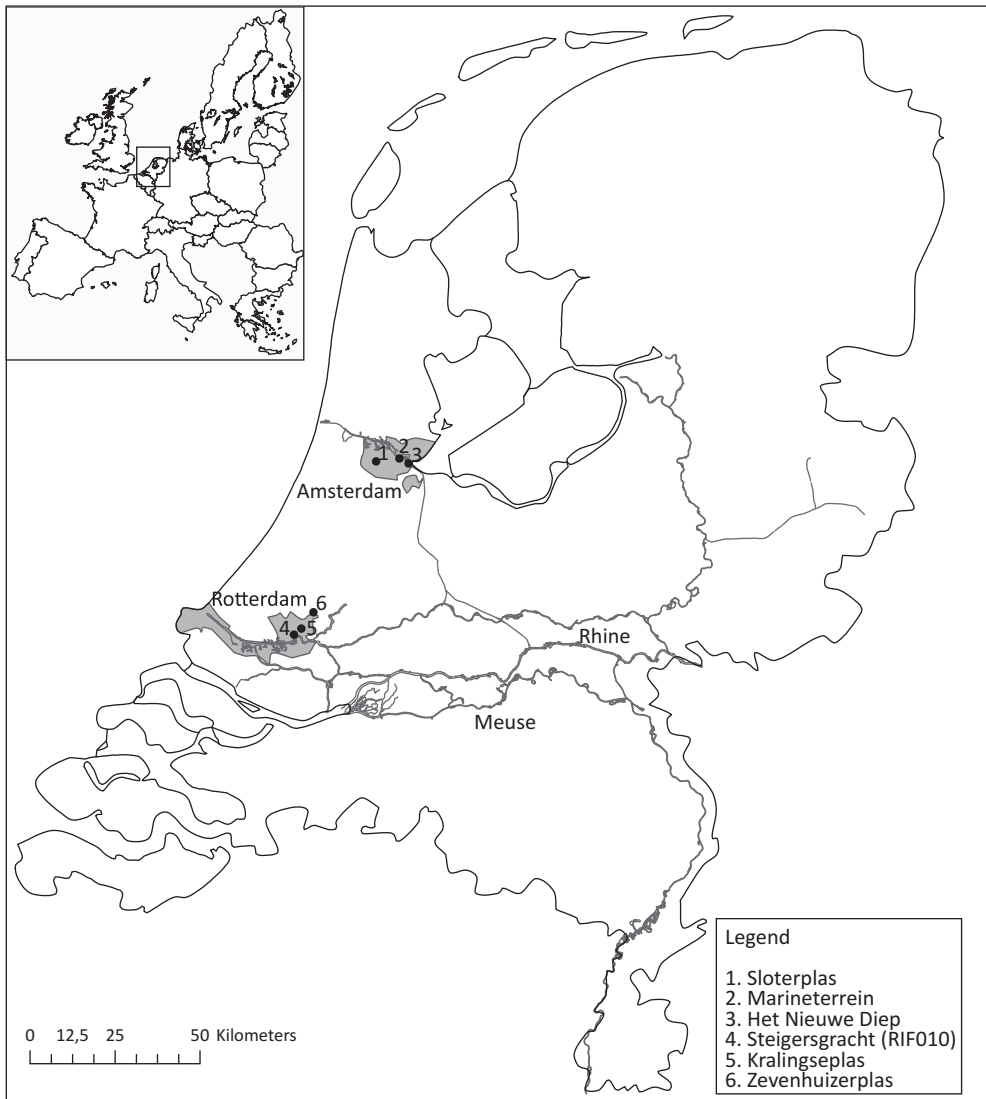 1
2
3
Amsterdam
Rotterdam
6
4
5
Rhine
Meuse
Legend
1. Sloterplas
2. Marineterrein
3. Het Nieuwe Diep
4. Steigersgracht (RIF010)
5. Kralingseplas
6. Zevenhuizerplas
0 12,5 25 50 Kilometers